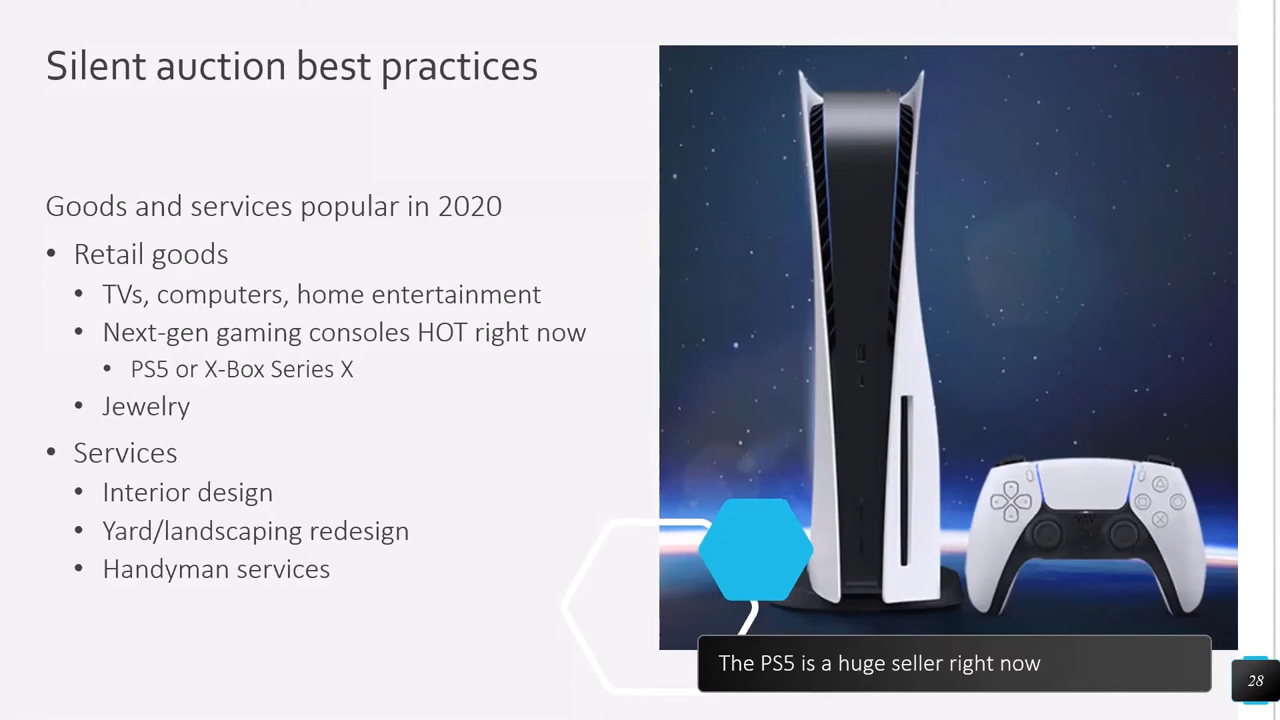 Silent auction best practices
Goods and services popular in 2020
• Retail goods
• TVs, computers, home entertainment
• Next-gen gaming consoles HOT right now
• PS5 or X-Box Series X
• Jewelry
• Services
• Interior design
• Yard/landscaping redesign
• Handyman services
The PS5 is a huge seller right now
28